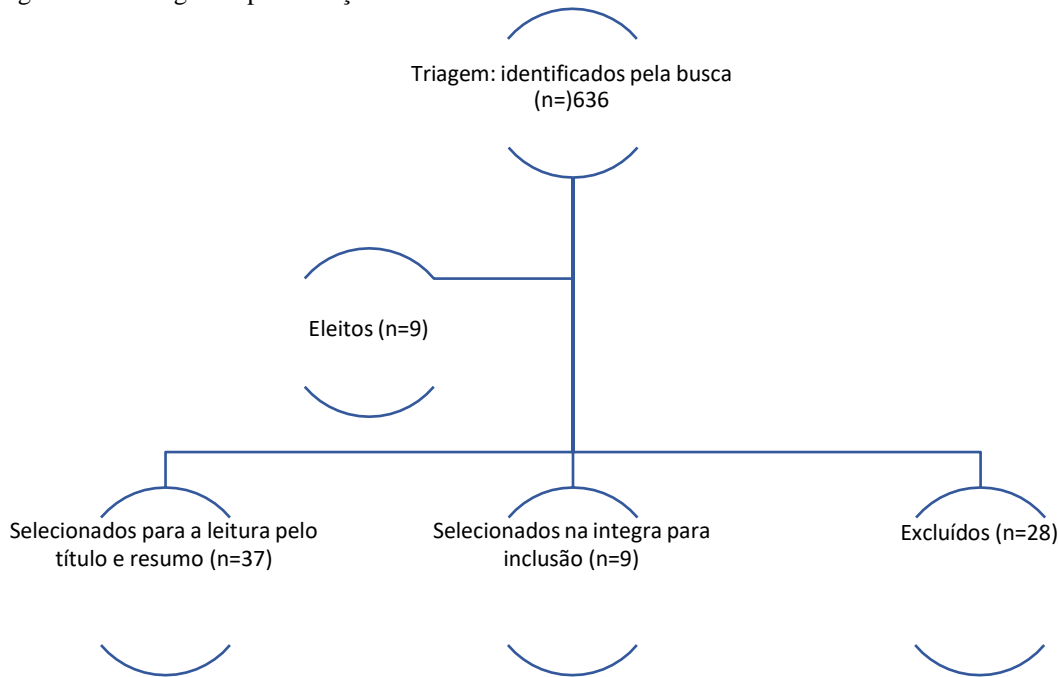 Triagem: identificados pela busca
(n=)636
Eleitos (n=9)
Selecionados para a leitura pelo
título e resumo (n=37)
Selecionados na integra para
inclusão (n=9)
Excluídos (n=28)